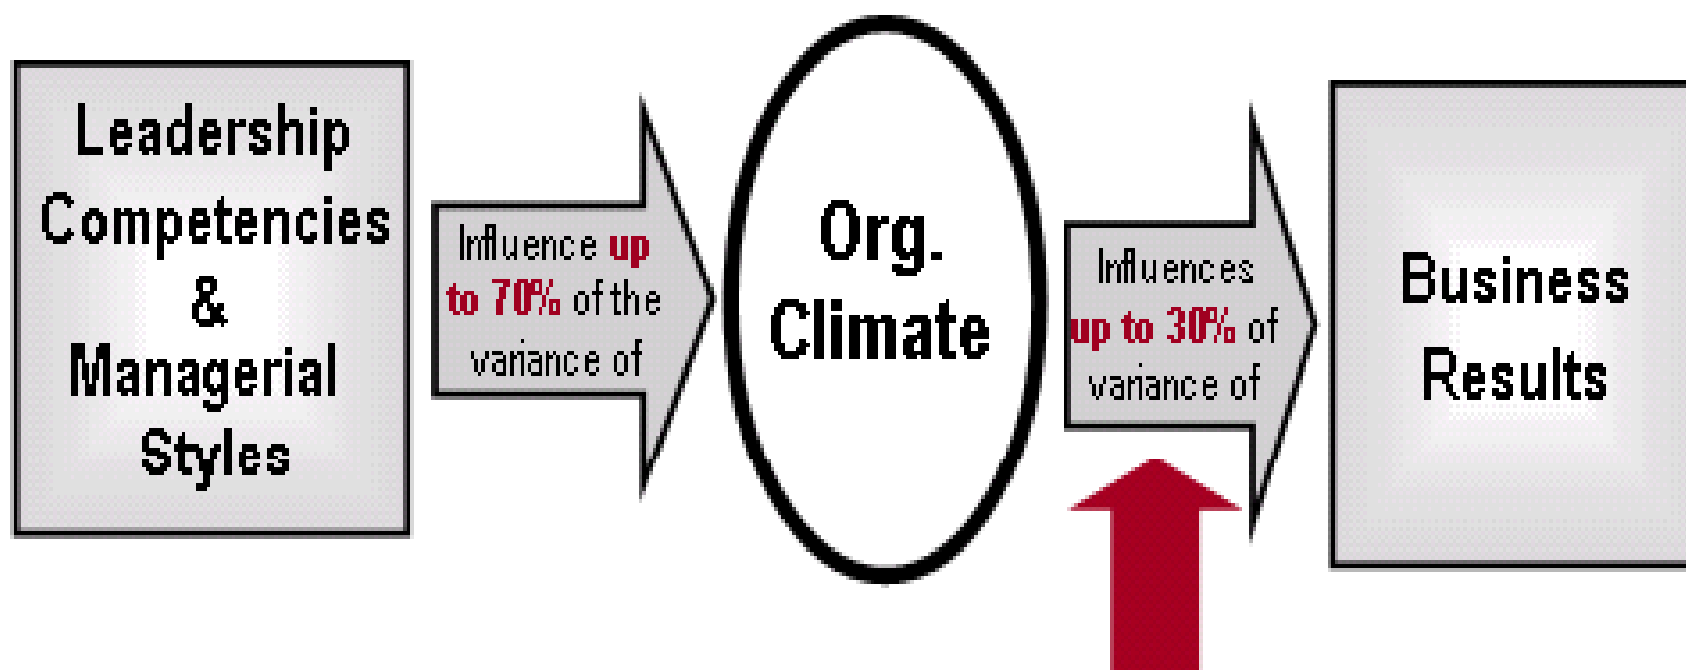 Leadership
Competencies
&
Managerial
Styles
Influence up
to 70% of the
variance of
Org.
Climate
Influences
up to 30% of
variance of
Business
Results